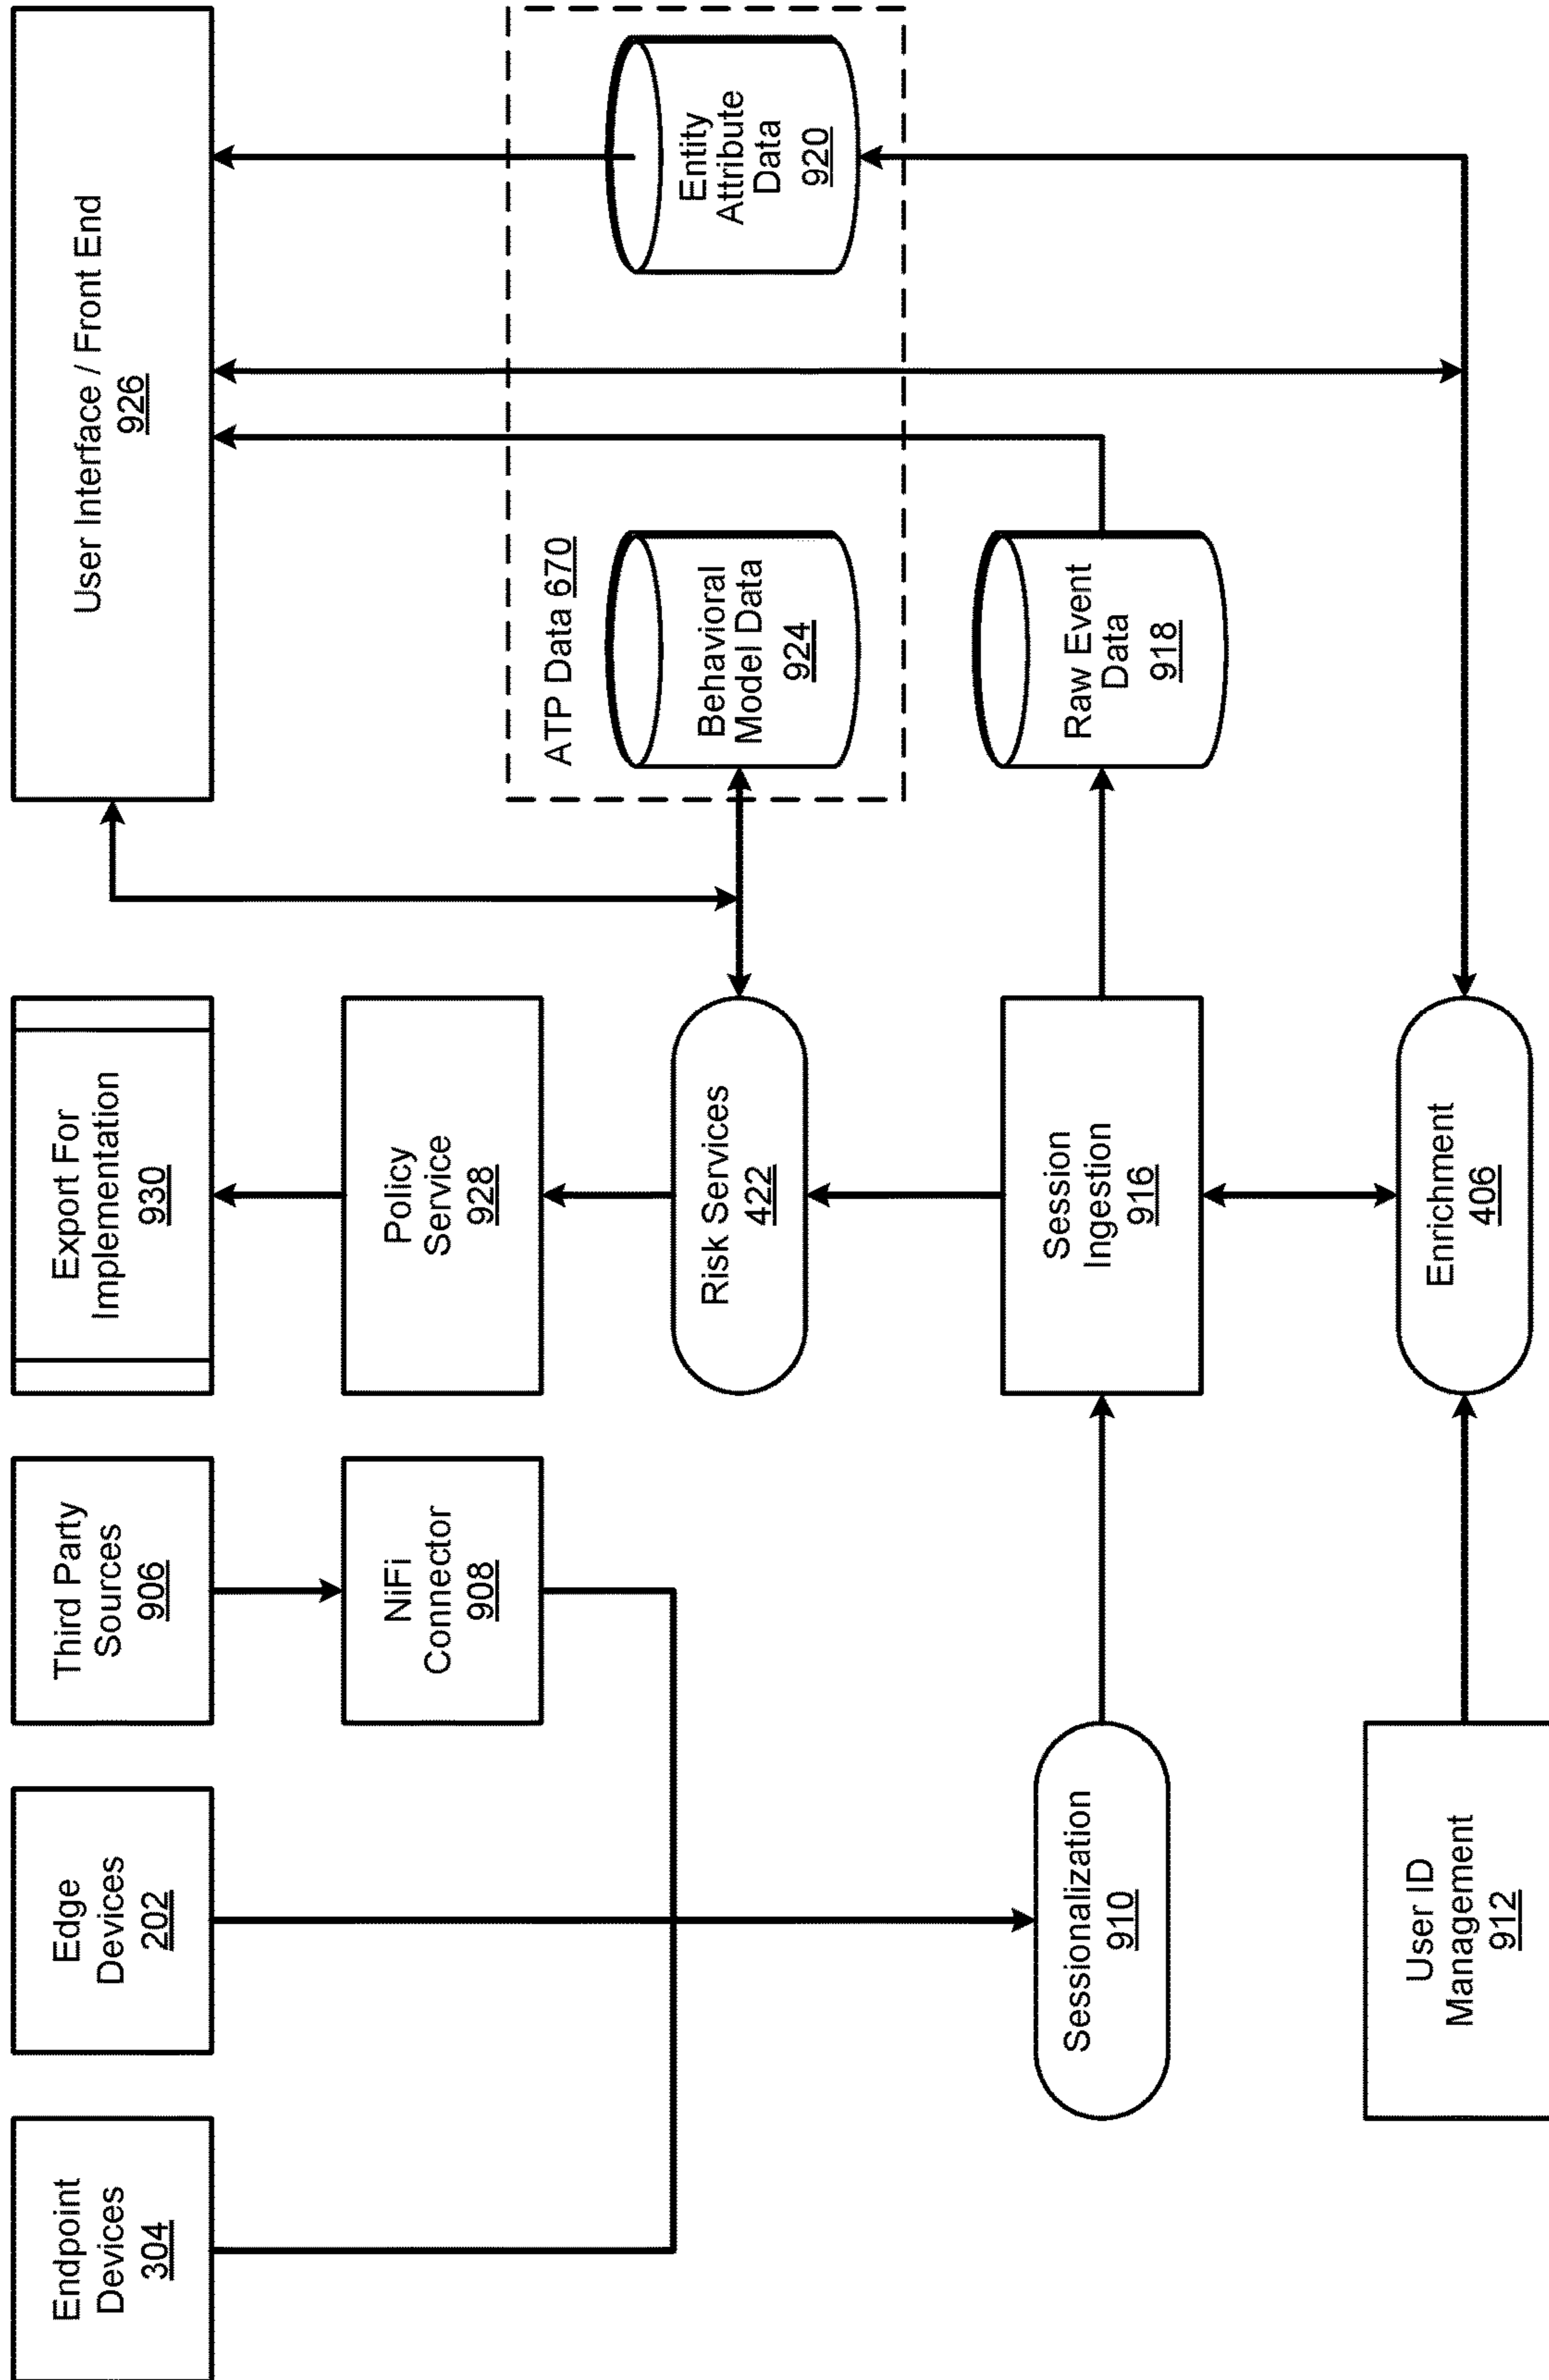 Endpoint
Devices
304
Edge
Devices
202
Third Party
Sources
906
Export For
Implementation
930
User Interface / Front End
926
NiFi
Connector
908
Policy
Service
928
ATP Data 670
Risk Services
422
Behavioral
Model Data
924
Entity
Attribute
Data
920
Sessionalization
910
Session
Ingestion
916
Raw Event
Data
918
User ID
Management
912
Enrichment
406